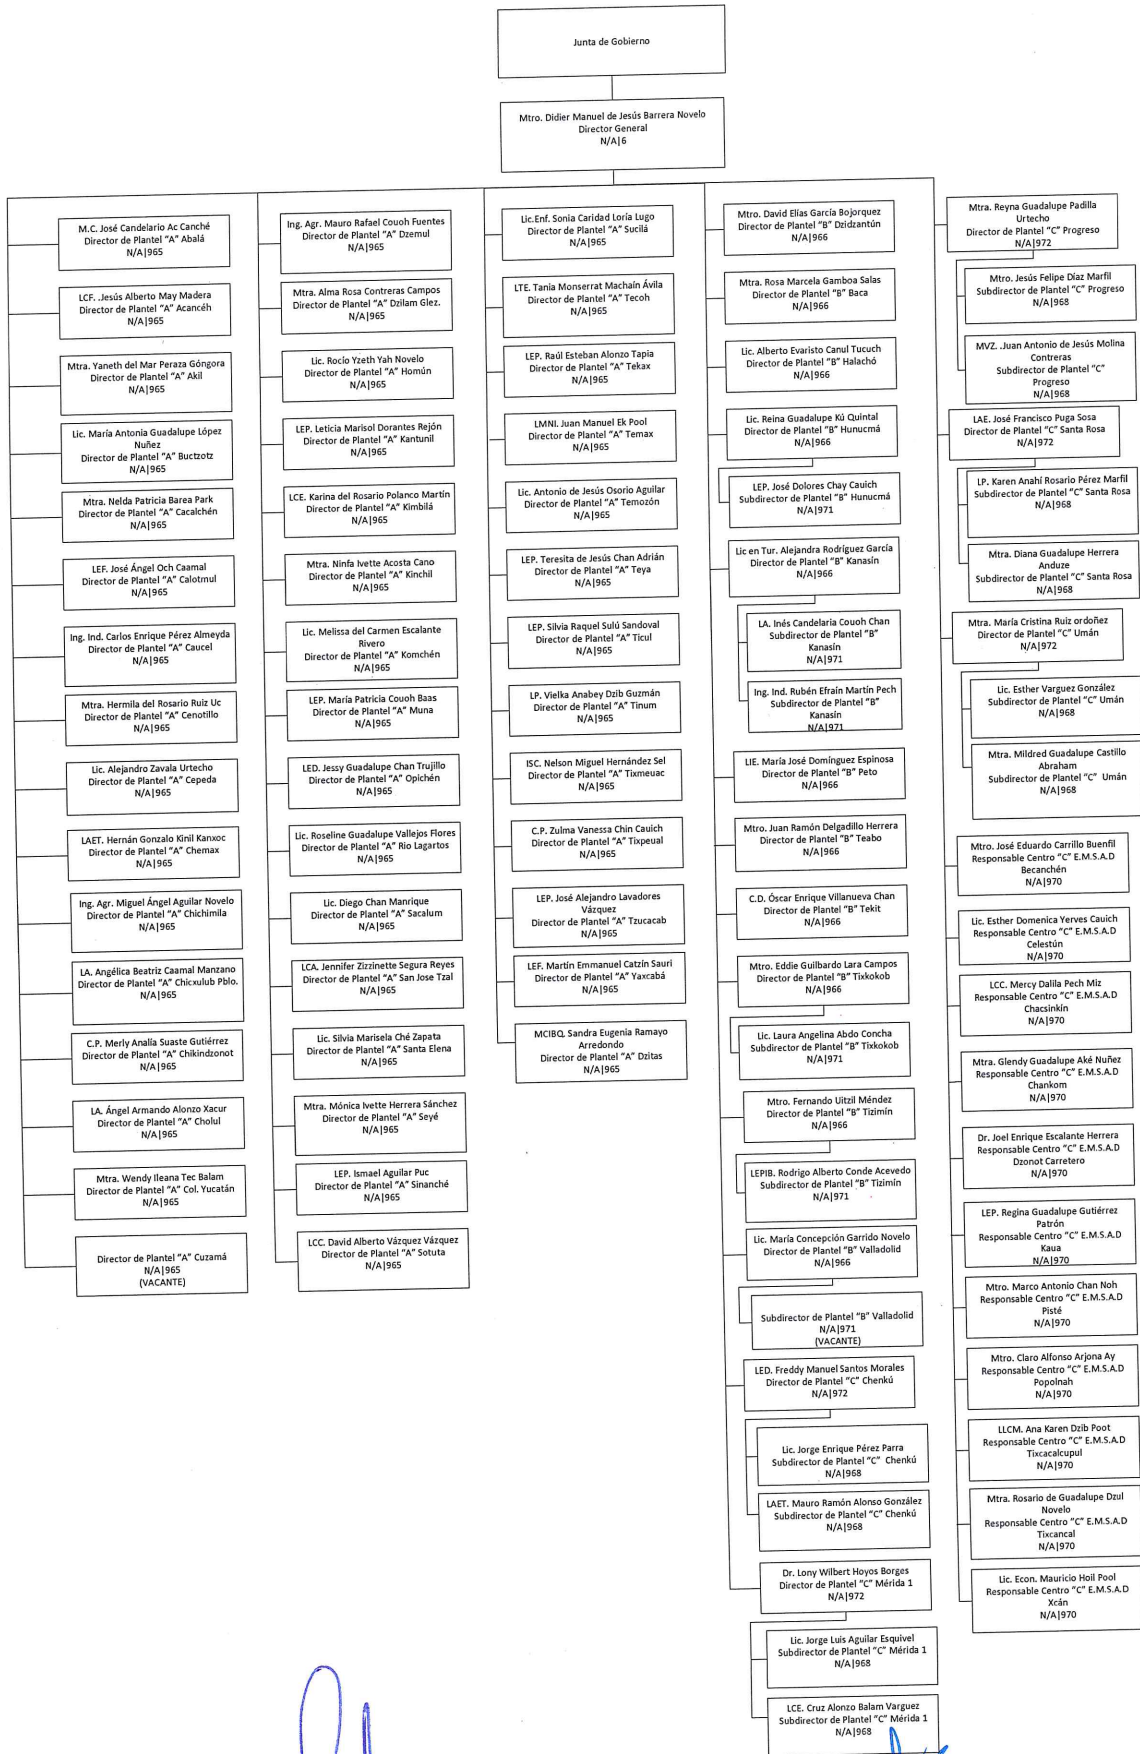 Junta de Gobierno
Mtro. Didier Manuel de Jesús Barrera Novelo
Director General
N/A|6
M.C. José Candelario Ac Canché
Director de Plantel "A" Abalá
N/A|965
LCF. .Jesús Alberto May Madera
Director de Plantel "A" Acancéh
N/A|965
Mtra. Yaneth del Mar Peraza Góngora
Director de Plantel "A" Akil
N/A|965
Lic. María Antonia Guadalupe López
Nuñez
Director de Plantel "A" Buctzotz
N/A|965
Mtra. Nelda Patricia Barea Park
Director de Plantel "A" Cacalchén
N/A|965
LEF. José Ángel Och Caamal
Director de Plantel "A" Calotmul
N/A|965
Ing. Ind. Carlos Enrique Pérez Almeyda
Director de Plantel "A" Caucel
N/A|965
Mtra. Hermila del Rosario Ruiz Uc
Director de Plantel "A" Cenotillo
N/A|965
Lic. Alejandro Zavala Urtecho
Director de Plantel "A" Cepeda
N/A|965
LAET. Hernán Gonzalo Kinil Kanxoc
Director de Plantel "A" Chemax
N/A|965
Ing. Agr. Miguel Ángel Aguilar Novelo
Director de Plantel "A" Chichimila
N/A|965
LA. Angélica Beatriz Caamal Manzano
Director de Plantel "A" Chicxulub Pblo.
N/A|965
C.P. Merly Analía Suaste Gutiérrez
Director de Plantel "A" Chikindzonot
N/A|965
LA. Ángel Armando Alonzo Xacur
Director de Plantel "A" Cholul
N/A|965
Mtra. Wendy Ileana Tec Balam
Director de Plantel "A" Col. Yucatán
N/A|965
Director de Plantel "A" Cuzamá
N/A|965
(VACANTE)
Ing. Agr. Mauro Rafael Couoh Fuentes
Director de Plantel "A" Dzemul
N/A|965
Mtra. Alma Rosa Contreras Campos
Director de Plantel "A" Dzilam Glez.
N/A|965
Lic. Rocío Yzeth Yah Novelo
Director de Plantel "A" Homún
N/A|965
LEP. Leticia Marisol Dorantes Rejón
Director de Plantel "A" Kantunil
N/A|965
LCE. Karina del Rosario Polanco Martín
Director de Plantel "A" Kimbilá
N/A|965
Mtra. Ninfa Ivette Acosta Cano
Director de Plantel "A" Kinchil
N/A|965
Lic. Melissa del Carmen Escalante
Rivero
Director de Plantel "A" Komchén
N/A|965
LEP. María Patricia Couoh Baas
Director de Plantel "A" Muna
N/A|965
LED. Jessy Guadalupe Chan Trujillo
Director de Plantel "A" Opichén
N/A|965
Lic. Roseline Guadalupe Vallejos Flores
Director de Plantel "A" Rio Lagartos
N/A|965
Lic. Diego Chan Manrique
Director de Plantel "A" Sacalum
N/A|965
LCA. Jennifer Zizzinette Segura Reyes
Director de Plantel "A" San Jose Tzal
N/A|965
Lic. Silvia Marisela Ché Zapata
Director de Plantel "A" Santa Elena
N/A|965
Mtra. Mónica Ivette Herrera Sánchez
Director de Plantel "A" Seyé
N/A|965
LEP. Ismael Aguilar Puc
Director de Plantel "A" Sinanché
N/A|965
LCC. David Alberto Vázquez Vázquez
Director de Plantel "A" Sotuta
N/A|965
Lic.Enf. Sonia Caridad Loría Lugo
Director de Plantel "A" Sucilá
N/A|965
LTE. Tania Monserrat Machaín Ávila
Director de Plantel "A" Tecoh
N/A|965
LEP. Raúl Esteban Alonzo Tapia
Director de Plantel "A" Tekax
N/A|965
LMNI. Juan Manuel Ek Pool
Director de Plantel "A" Temax
N/A|965
Lic. Antonio de Jesús Osorio Aguilar
Director de Plantel "A" Temozón
N/A|965
LEP. Teresita de Jesús Chan Adrián
Director de Plantel "A" Teya
N/A|965
LEP. Silvia Raquel Sulú Sandoval
Director de Plantel "A" Ticul
N/A|965
LP. Vielka Anabey Dzib Guzmán
Director de Plantel "A" Tinum
N/A|965
ISC. Nelson Miguel Hernández Sel
Director de Plantel "A" Tixmeuac
N/A|965
C.P. Zulma Vanessa Chin Cauich
Director de Plantel "A" Tixpeual
N/A|965
LEP. José Alejandro Lavadores
Vázquez
Director de Plantel "A" Tzucacab
N/A|965
LEF. Martín Emmanuel Catzín Sauri
Director de Plantel "A" Yaxcabá
N/A|965
MCIBQ. Sandra Eugenia Ramayo
Arredondo
Director de Plantel "A" Dzitas
N/A|965
Mtro. David Elías García Bojorquez
Director de Plantel "B" Dzidzantún
N/A|966
Mtra. Rosa Marcela Gamboa Salas
Director de Plantel "B" Baca
N/A|966
Lic. Alberto Evaristo Canul Tucuch
Director de Plantel "B" Halachó
N/A|966
Lic. Reina Guadalupe Kú Quintal
Director de Plantel "B" Hunucmá
N/A|966
LEP. José Dolores Chay Cauich
Subdirector de Plantel "B" Hunucmá
N/A|971
Lic en Tur. Alejandra Rodríguez García
Director de Plantel "B" Kanasín
N/A|966
LA. Inés Candelaria Couoh Chan
Subdirector de Plantel "B"
Kanasín
N/A|971
Ing. Ind. Rubén Efraín Martín Pech
Subdirector de Plantel "B"
Kanasín
N/A|971
LIE. María José Domínguez Espinosa
Director de Plantel "B" Peto
N/A|966
Mtro. Juan Ramón Delgadillo Herrera
Director de Plantel "B" Teabo
N/A|966
C.D. Óscar Enrique Villanueva Chan
Director de Plantel "B" Tekit
N/A|966
Mtro. Eddie Guilbardo Lara Campos
Director de Plantel "B" Tixkokob
N/A|966
Lic. Laura Angelina Abdo Concha
Subdirector de Plantel "B" Tixkokob
N/A|971
Mtro. Fernando Uitzil Méndez
Director de Plantel "B" Tizimín
N/A|966
LEPIB. Rodrigo Alberto Conde Acevedo
Subdirector de Plantel "B" Tizimín
N/A|971
Lic. María Concepción Garrido Novelo
Director de Plantel "B" Valladolid
N/A|966
Subdirector de Plantel "B" Valladolid
N/A|971
(VACANTE)
LED. Freddy Manuel Santos Morales
Director de Plantel "C" Chenkú
N/A|972
Lic. Jorge Enrique Pérez Parra
Subdirector de Plantel "C" Chenkú
N/A|968
LAET. Mauro Ramón Alonso González
Subdirector de Plantel "C" Chenkú
N/A|968
Dr. Lony Wilbert Hoyos Borges
Director de Plantel "C" Mérida 1
N/A|972
Lic. Jorge Luis Aguilar Esquivel
Subdirector de Plantel "C" Mérida 1
N/A|968
LCE. Cruz Alonzo Balam Varguez
Subdirector de Plantel "C" Mérida 1
N/A|968
Mtra. Reyna Guadalupe Padilla
Urtecho
Director de Plantel "C" Progreso
N/A|972
Mtro. Jesús Felipe Díaz Marfil
Subdirector de Plantel "C" Progreso
N/A|968
MVZ. .Juan Antonio de Jesús Molina
Contreras
Subdirector de Plantel "C"
Progreso
N/A|968
LAE. José Francisco Puga Sosa
Director de Plantel "C" Santa Rosa
N/A|972
LP. Karen Anahí Rosario Pérez Marfil
Subdirector de Plantel "C" Santa Rosa
N/A|968
Mtra. Diana Guadalupe Herrera
Anduze
Subdirector de Plantel "C" Santa Rosa
N/A|968
Mtra. María Cristina Ruiz ordoñez
Director de Plantel "C" Umán
N/A|972
Lic. Esther Varguez González
Subdirector de Plantel "C" Umán
N/A|968
Mtra. Mildred Guadalupe Castillo
Abraham
Subdirector de Plantel "C" Umán
N/A|968
Mtro. José Eduardo Carrillo Buenfil
Responsable Centro "C" E.M.S.A.D
Becanchén
N/A|970
Lic. Esther Domenica Yerves Cauich
Responsable Centro "C" E.M.S.A.D
Celestún
N/A|970
LCC. Mercy Dalila Pech Miz
Responsable Centro "C" E.M.S.A.D
Chacsinkín
N/A|970
Mtra. Glendy Guadalupe Aké Nuñez
Responsable Centro "C" E.M.S.A.D
Chankom
N/A|970
Dr. Joel Enrique Escalante Herrera
Responsable Centro "C" E.M.S.A.D
Dzonot Carretero
N/A|970
LEP. Regina Guadalupe Gutiérrez
Patrón
Responsable Centro "C" E.M.S.A.D
Kaua
N/A|970
Mtro. Marco Antonio Chan Noh
Responsable Centro "C" E.M.S.A.D
Pisté
N/A|970
Mtro. Claro Alfonso Arjona Ay
Responsable Centro "C" E.M.S.A.D
Popolnah
N/A|970
LLCM. Ana Karen Dzib Poot
Responsable Centro "C" E.M.S.A.D
Tixcacalcupul
N/A|970
Mtra. Rosario de Guadalupe Dzul
Novelo
Responsable Centro "C" E.M.S.A.D
Tixcancal
N/A|970
Lic. Econ. Mauricio Hoil Pool
Responsable Centro "C" E.M.S.A.D
Xcán
N/A|970